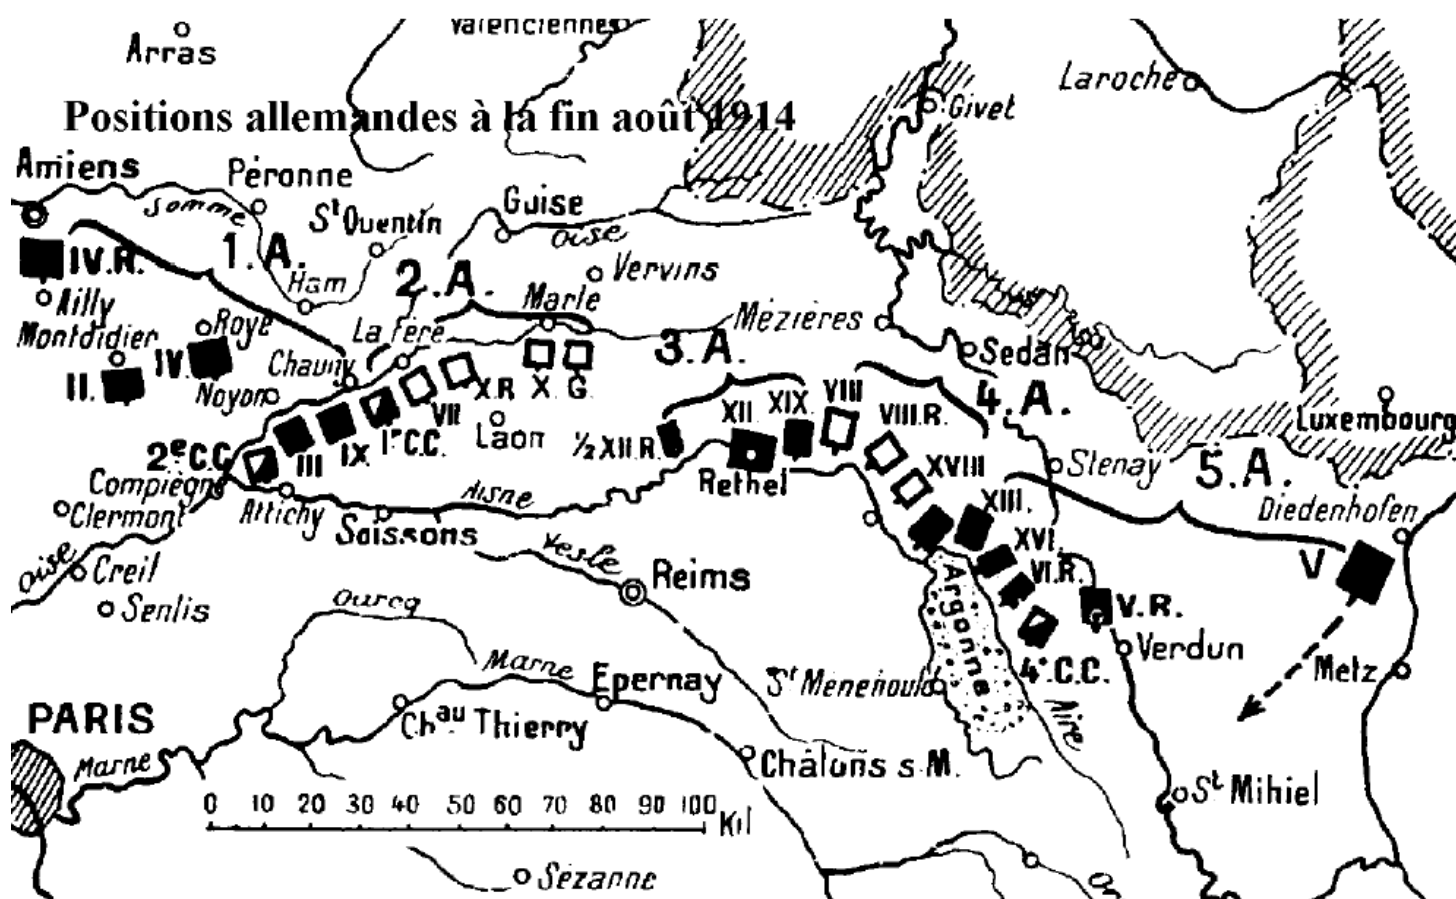 Valenciennes
Arras
Laroche
Givet
Positions allemandes à la fin août 1914
Amiens
Péronne
Somme
St Quentin
Guise
Oise
1.A.
IV.R.
Ham
2.A.
Vervins
Ailly
Marle
Mézières
Montdidier
Roye
La Fère
3.A.
Sedan
IV.
Chauny
II.
Noyon
X.R
X.
G.
VII
XII.
XIX.
VIII
VIII.R.
4.A.
Luxembourg
Laon
1e C.C.
IX.
III
2e C.C.
½ XII.R.
XVIII
Stenay
5.A.
Compiègne
Rethel
Aisne
Clermont
Attichy
Soissons
XIII.
Diedenhofen
XVI.
V
Oise
Creil
Vesle
Reims
VI.R.
Senlis
Ourcq
Argonne
V.R.
Verdun
Marne
Epernay
St Menehould
4e C.C.
Metz
PARIS
Chau Thierry
Aire
Marne
Châlons s.M.
St Mihiel
0 10 20 30 40 50 60 70 80 90 100 Kil
Sézanne
Or